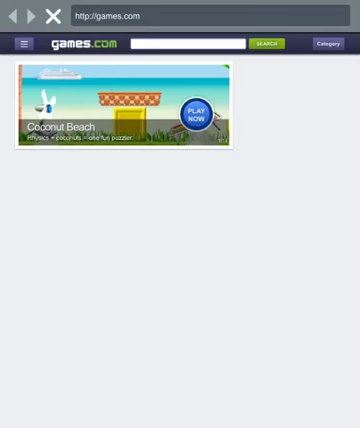 http://games.com
games.com
SEARCH
Category
PLAY
NOW
Coconut Beach
Physics + coconuts = one fun puzzler.